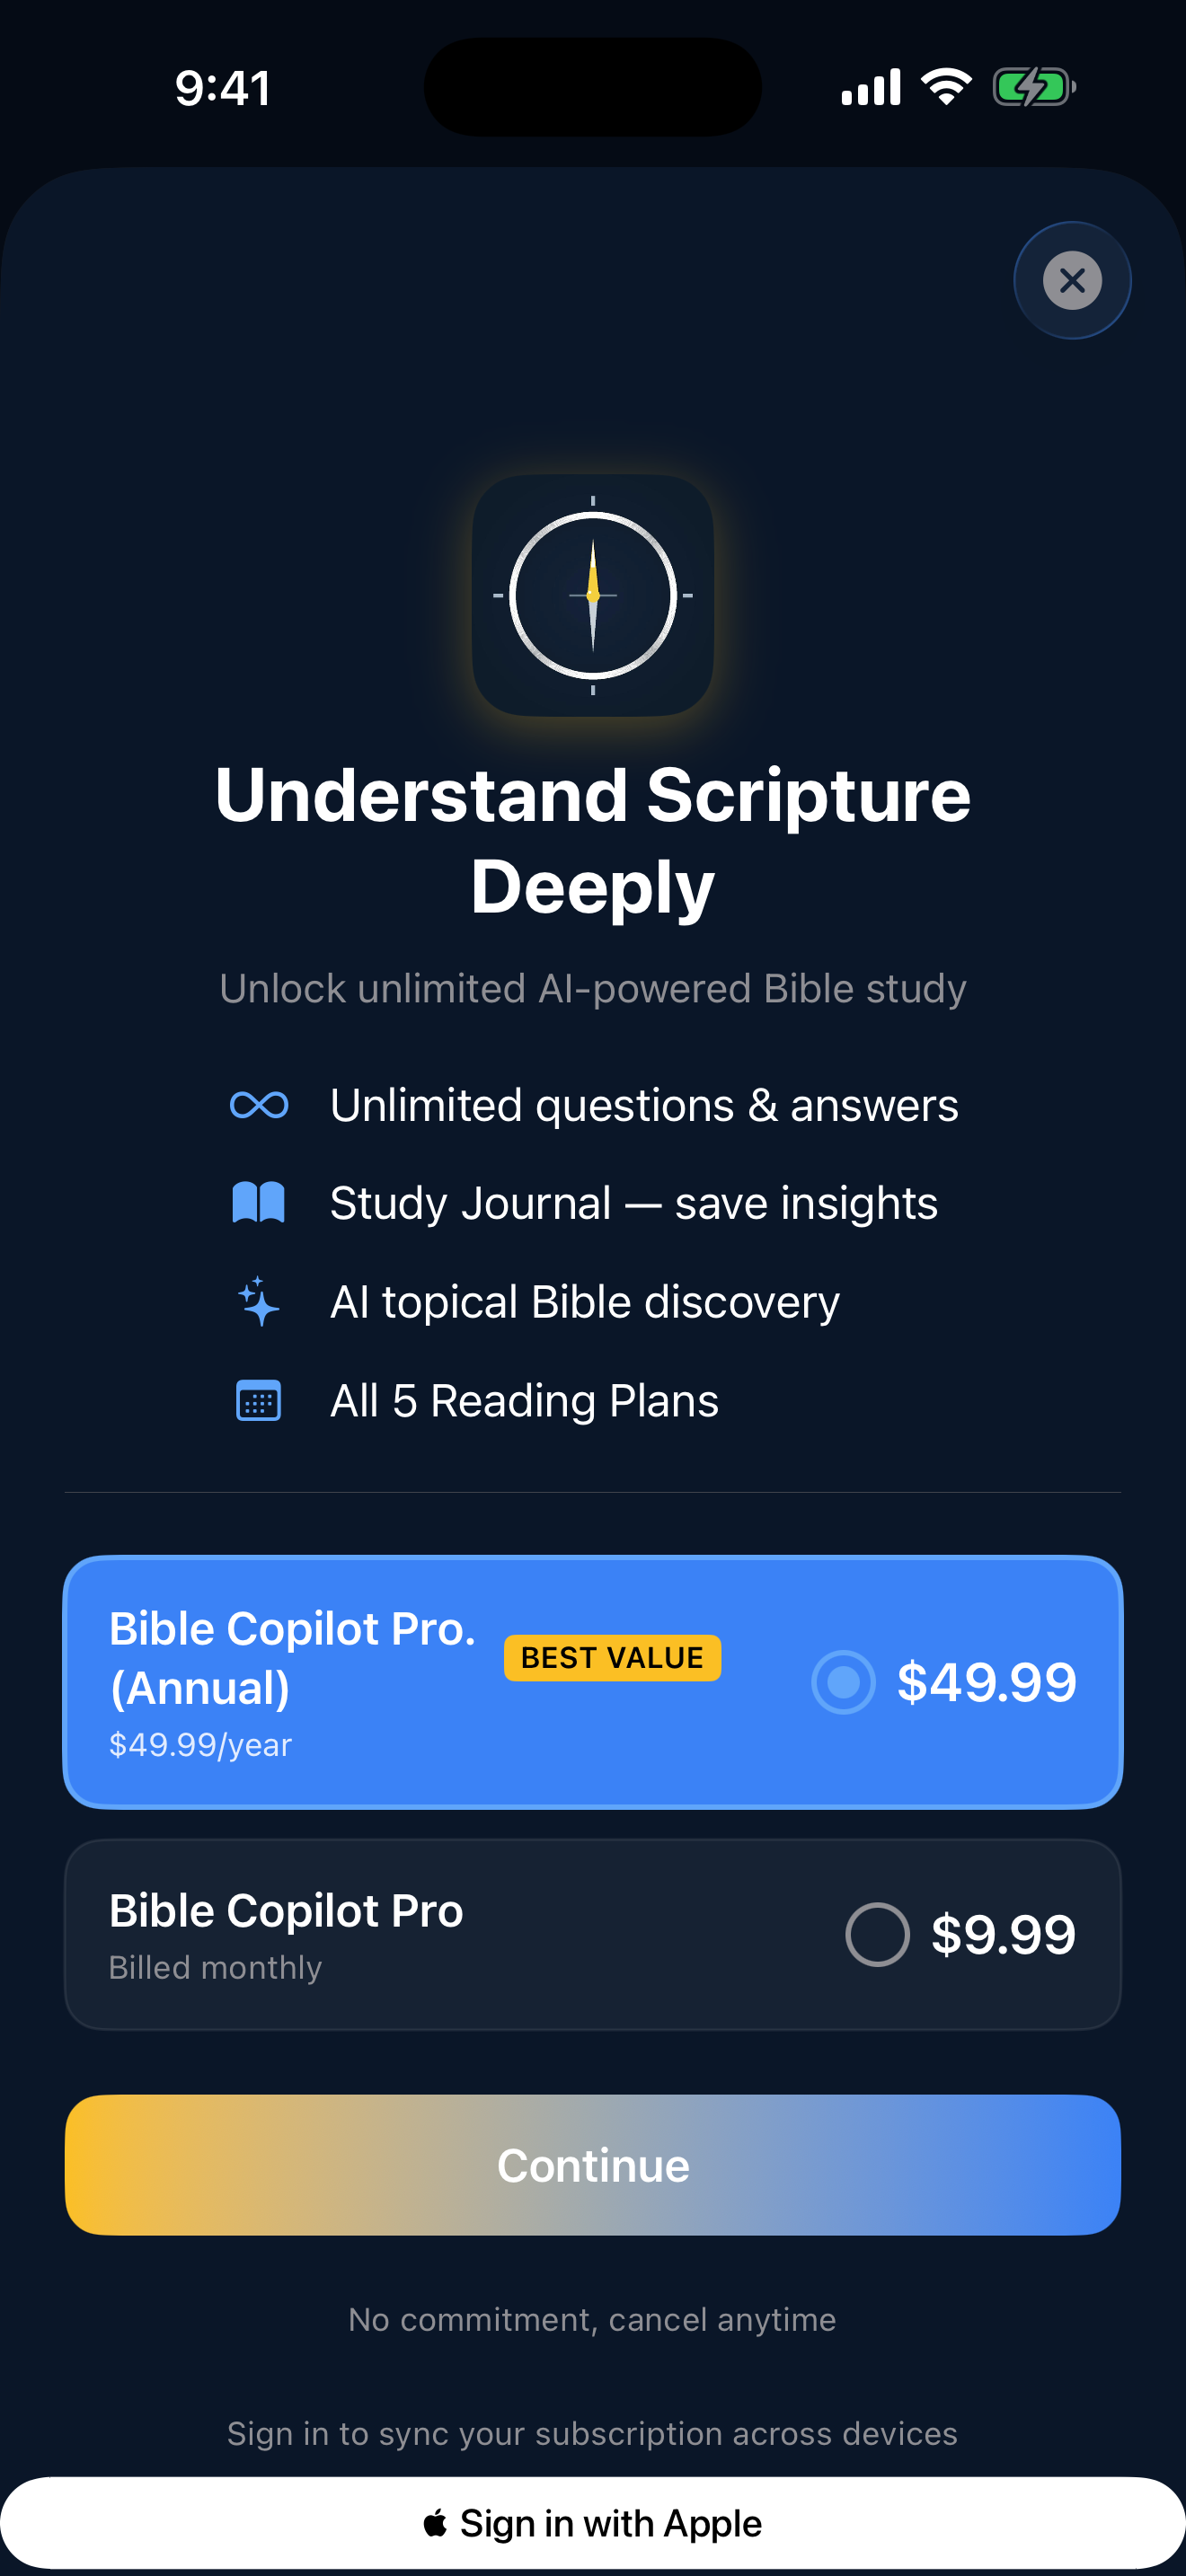 9:41
Understand Scripture
Deeply
Unlock unlimited AI-powered Bible study
Unlimited questions & answers
Study Journal — save insights
AI topical Bible discovery
All 5 Reading Plans
Bible Copilot Pro.
(Annual)
BEST VALUE
$49.99
$49.99/year
Bible Copilot Pro
$9.99
Billed monthly
Continue
No commitment, cancel anytime
Sign in to sync your subscription across devices
Sign in with Apple